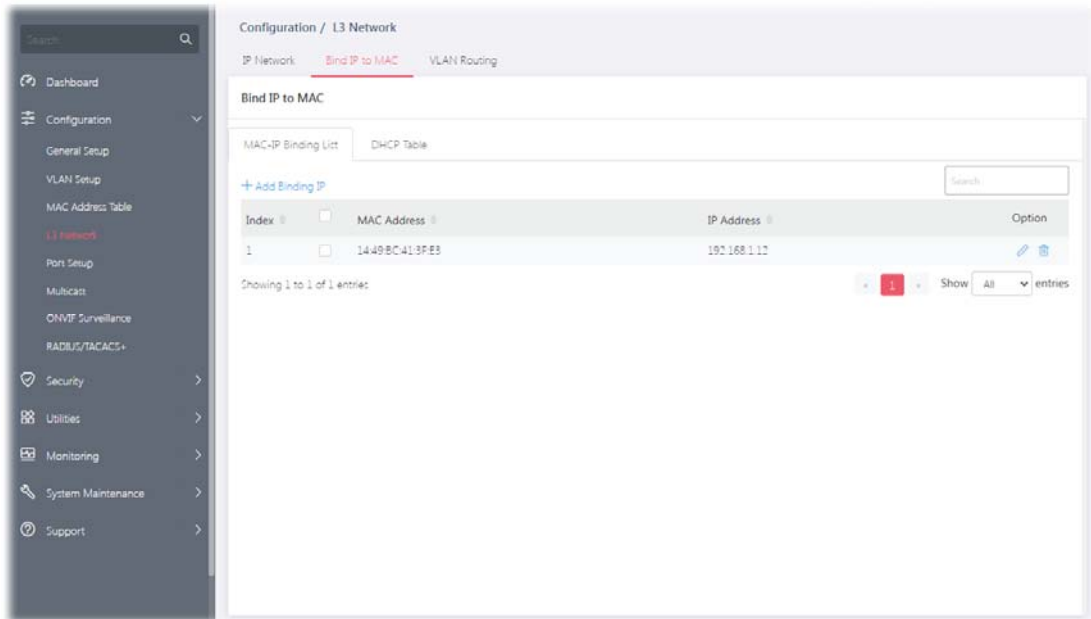 Search
Dashboard
Configuration
General Setup
VLAN Setup
MAC Address Table
L3 Network
Port Setup
Multicast
ONVIF Surveillance
RADIUS/TACACS+
Security
Utilities
Monitoring
System Maintenance
Support
Configuration / L3 Network
IP Network Bind IP to MAC VLAN Routing
Bind IP to MAC
MAC-IP Binding List DHCP Table
+ Add Binding IP Search
Index MAC Address IP Address Option
1 14:49:BC:41:3F:E3 192.168.1.12
Showing 1 to 1 of 1 entries « 1 » Show All entries